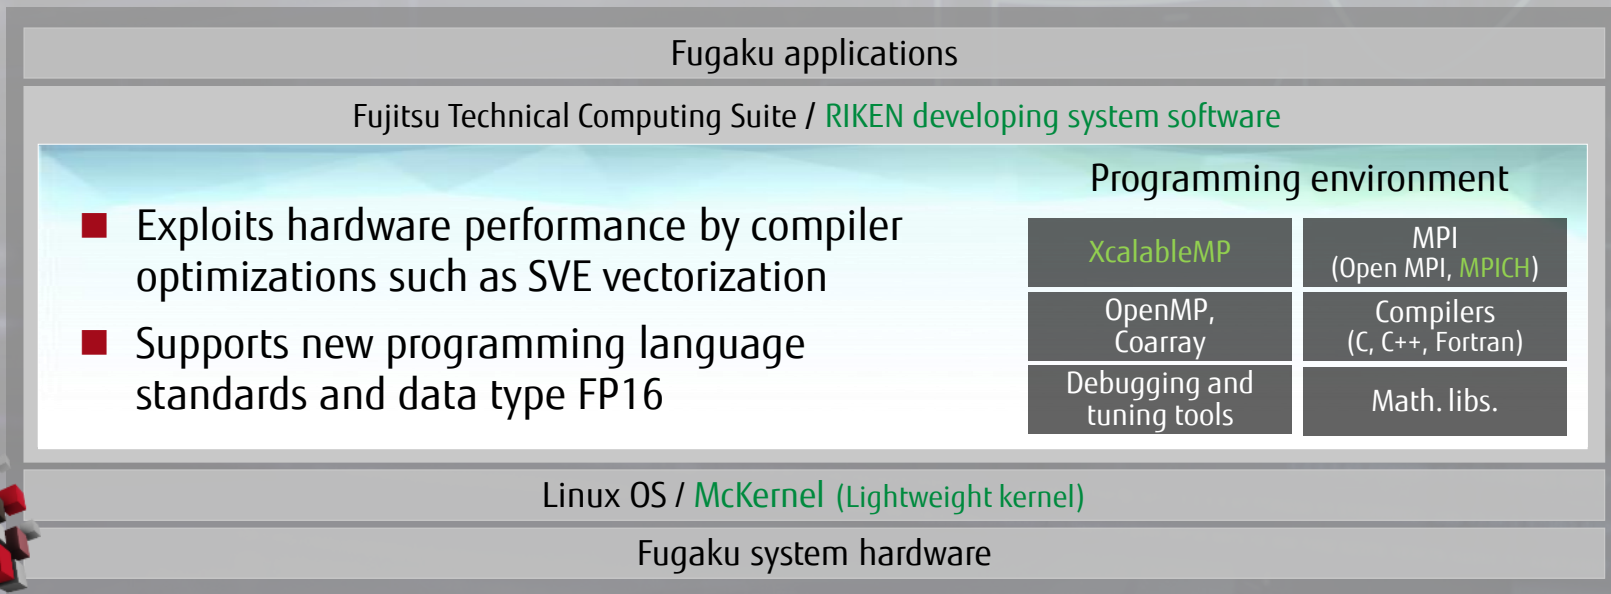 Fugaku applications
Fujitsu Technical Computing Suite / RIKEN developing system software
Exploits hardware performance by compiler
optimizations such as SVE vectorization
Supports new programming language
standards and data type FP16
Programming environment
XcalableMP
MPI
(Open MPI, MPICH)
OpenMP,
Coarray
Compilers
(C, C++, Fortran)
Debugging and
tuning tools
Math. libs.
Linux OS / McKernel (Lightweight kernel)
Fugaku system hardware